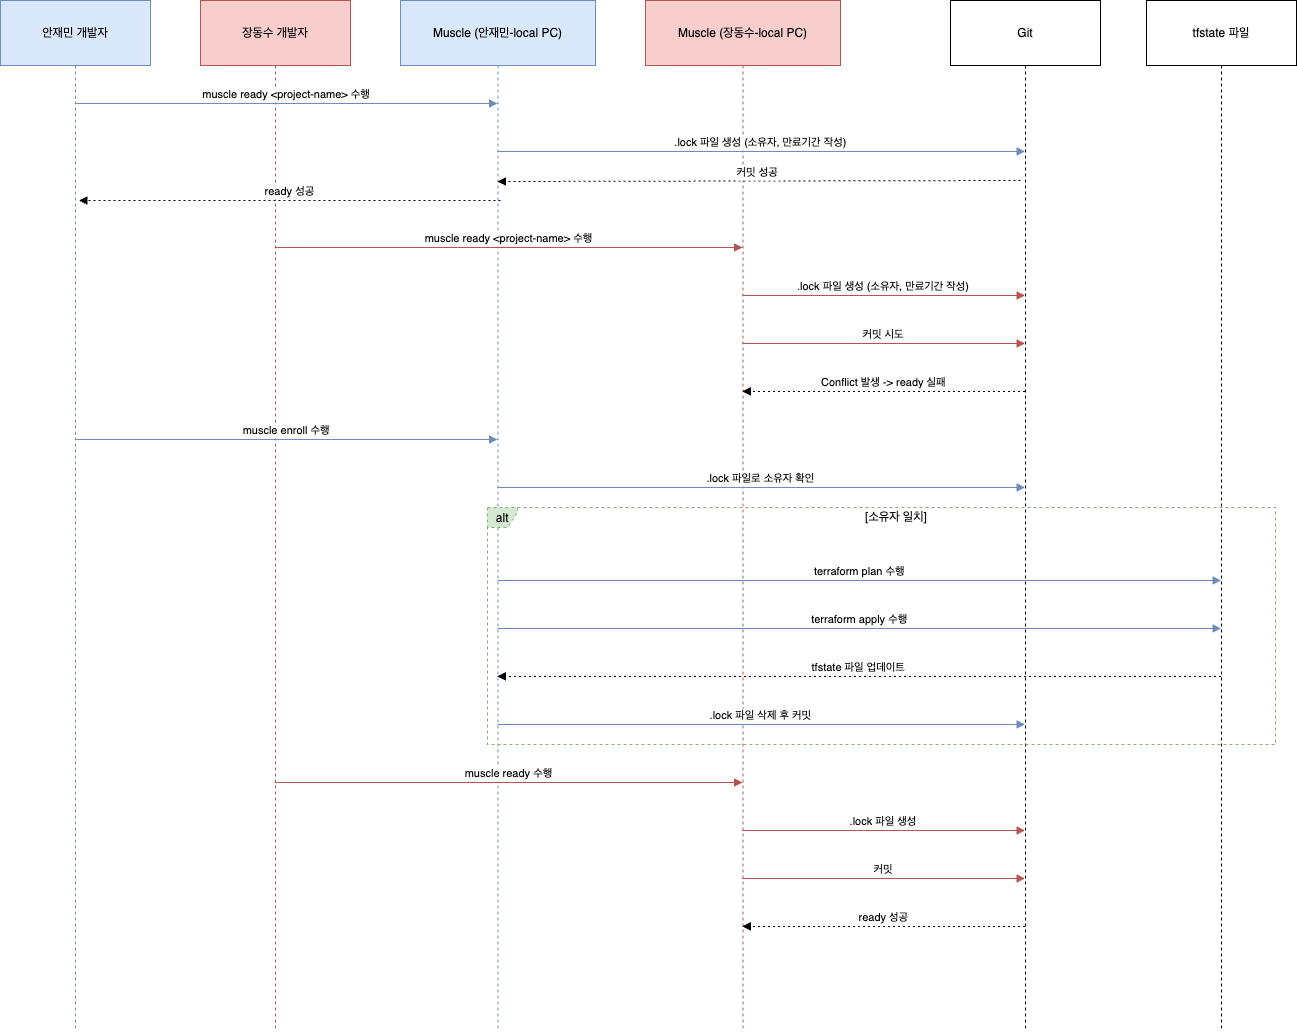 안재민 개발자
장동수 개발자
Muscle (안재민-local PC)
Muscle (장동수-local PC)
Git
tfstate 파일
muscle ready <project-name> 수행
.lock 파일 생성 (소유자, 만료기간 작성)
커밋 성공
ready 성공
muscle ready <project-name> 수행
.lock 파일 생성 (소유자, 만료기간 작성)
커밋 시도
Conflict 발생 -> ready 실패
muscle enroll 수행
.lock 파일로 소유자 확인
alt
[소유자 일치]
terraform plan 수행
terraform apply 수행
tfstate 파일 업데이트
.lock 파일 삭제 후 커밋
muscle ready 수행
.lock 파일 생성
커밋
ready 성공